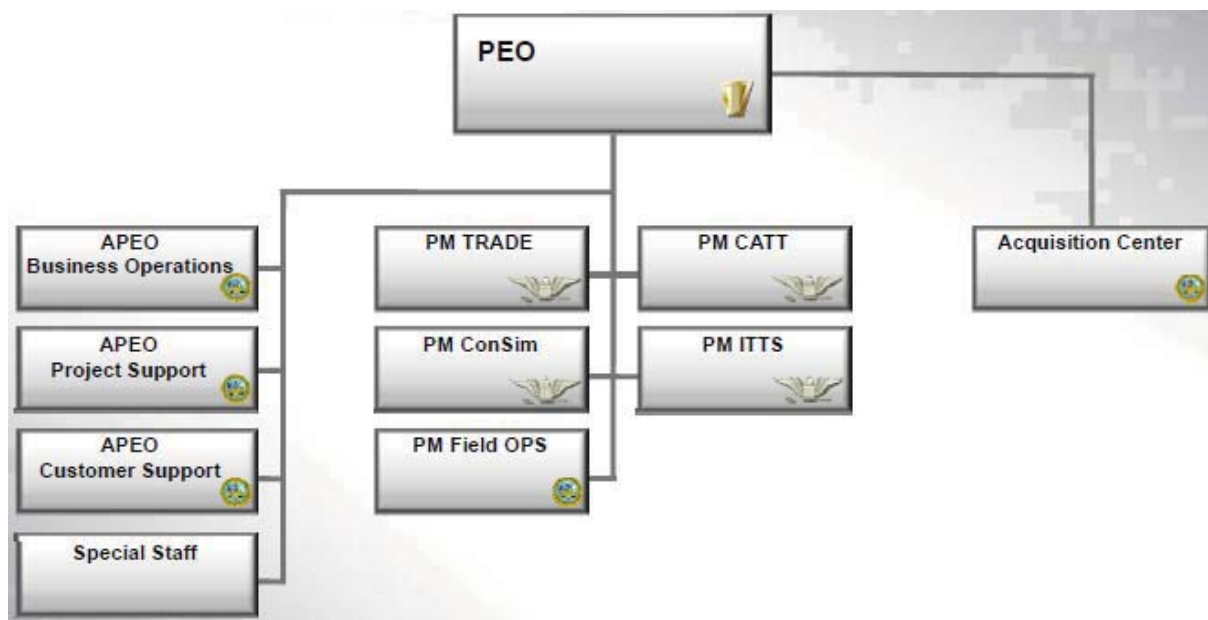 PEO
APEO
Business Operations
APEO
Project Support
APEO
Customer Support
Special Staff
PM TRADE
PM CATT
PM ConSim
PM ITTS
PM Field OPS
Acquisition Center